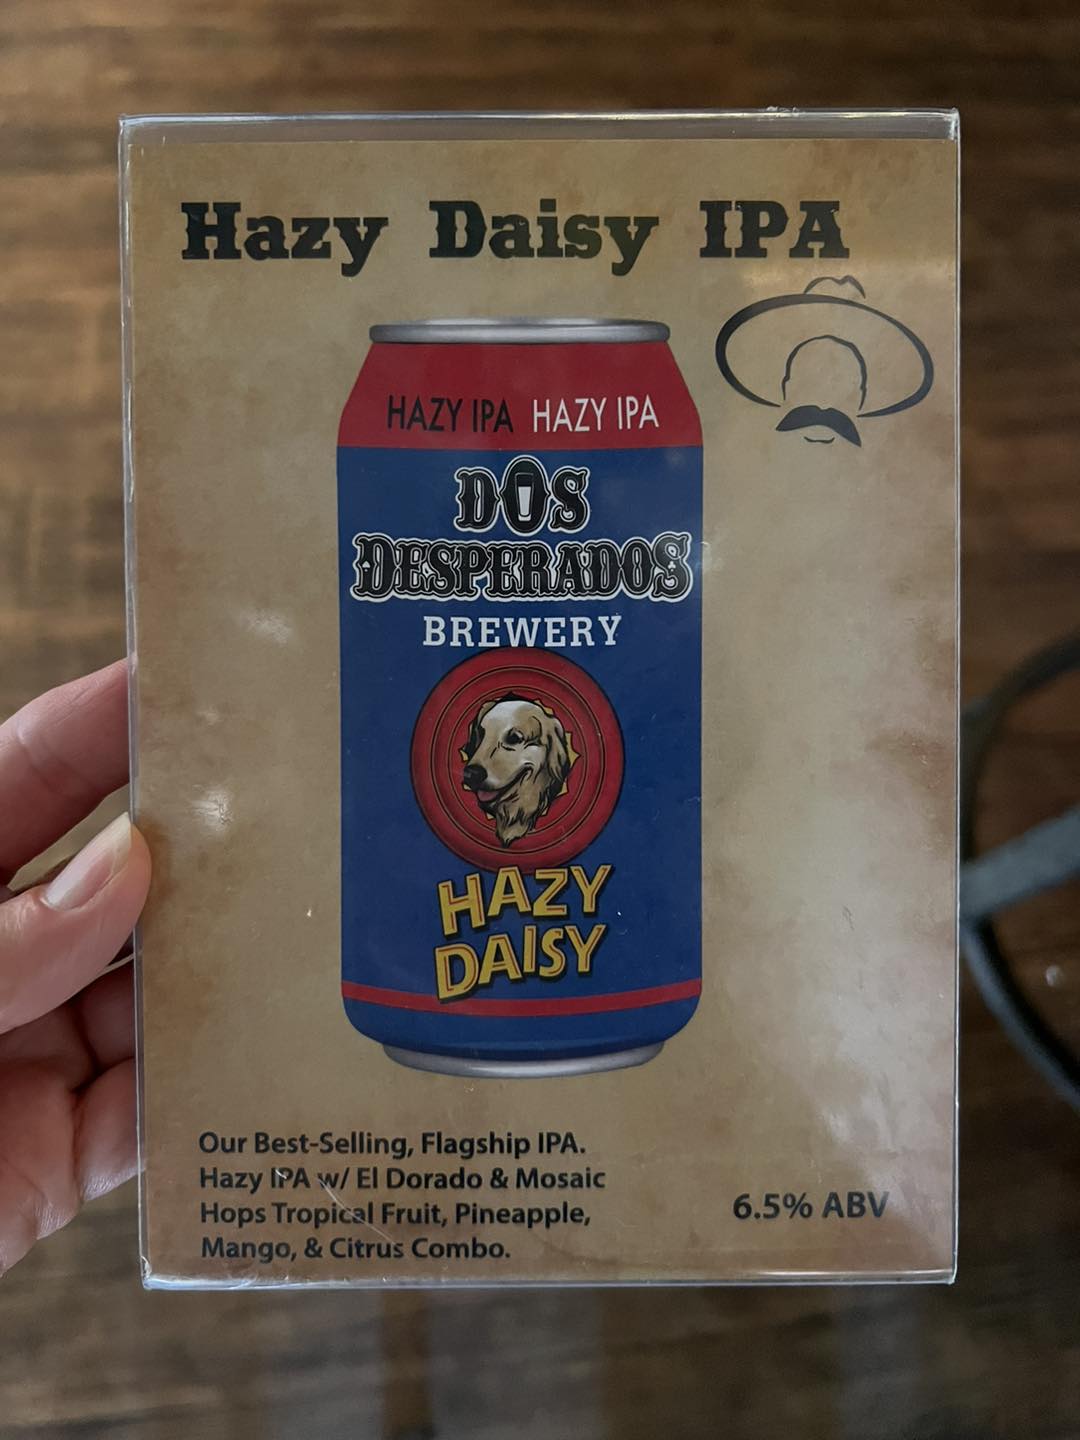 Hazy Daisy IPA
HAZY IPA HAZY IPA
DOS
DESPERADOS
BREWERY
HAZY
DAISY
Our Best-Selling, Flagship IPA.
Hazy IPA w/ El Dorado & Mosaic
Hops Tropical Fruit, Pineapple,
Mango, & Citrus Combo.
6.5% ABV